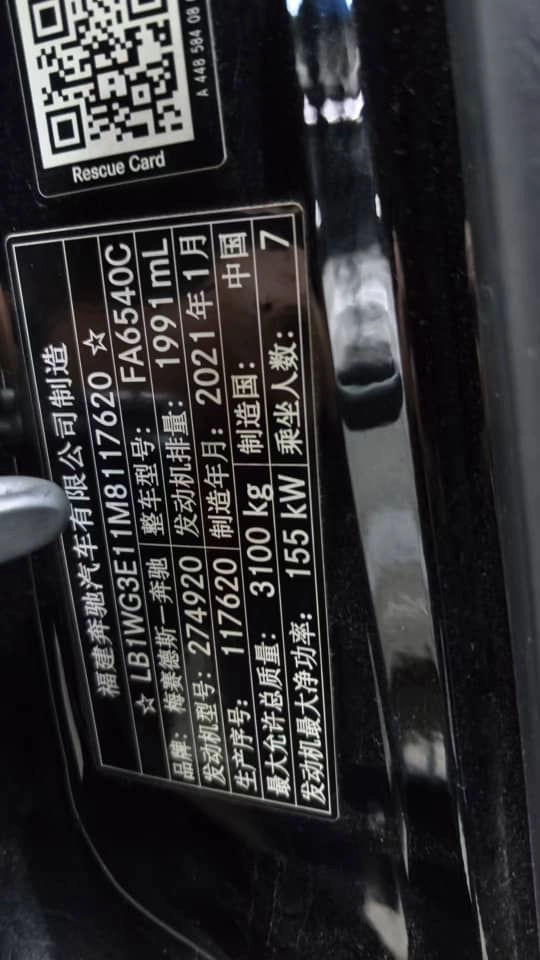 A 448 584 08 0
Rescue Card
福建奔驰汽车有限公司制造
☆ LB1WG3E11M8117620 ☆
品牌: 梅赛德斯-奔驰 整车型号: FA6540C
发动机型号: 274920 发动机排量: 1991mL
生产序号: 117620 制造年月: 2021年1月
最大允许总质量: 3100 kg 制造国: 中国
发动机最大净功率: 155 kW 乘坐人数: 7